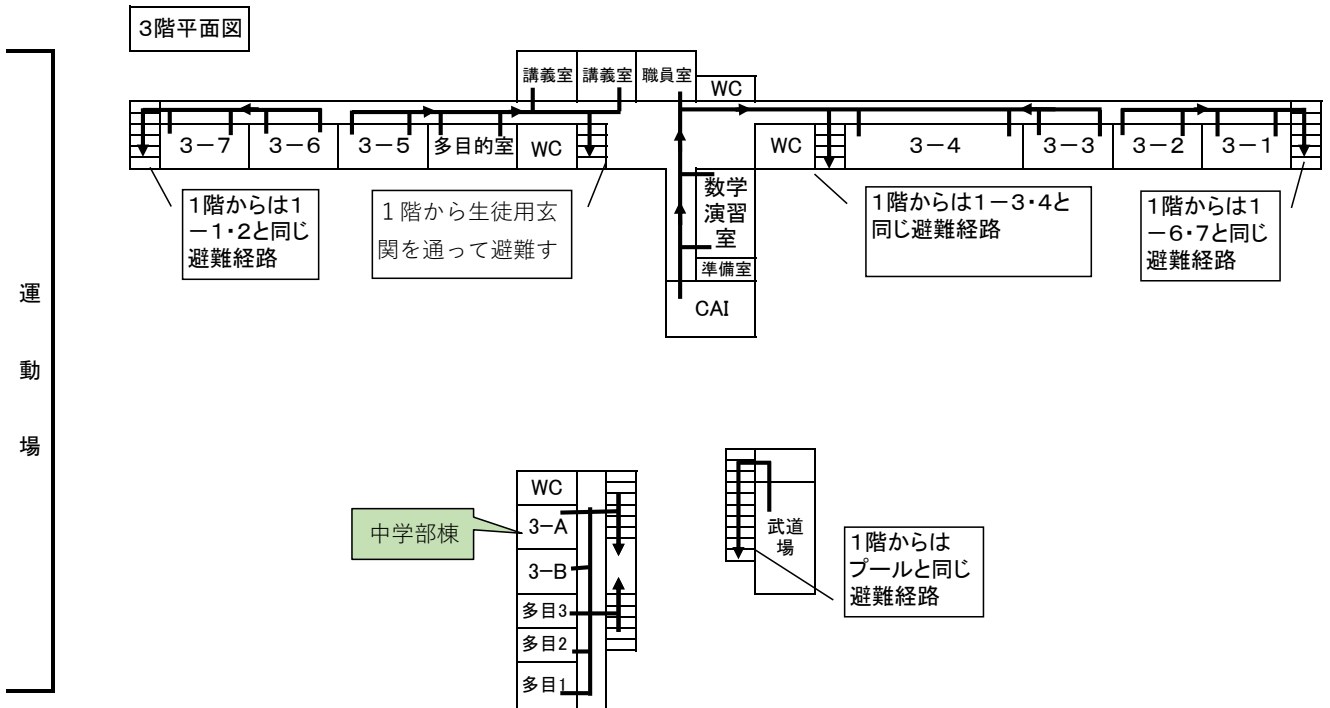 3階平面図
講義室
講義室
職員室
WC
3-7
3-6
3-5
多目的室
WC
WC
3-4
3-3
3-2
3-1
1階からは1
-1・2と同じ
避難経路
1階から生徒用玄
関を通って避難す
数学
演習
室
準備室
CAI
1階からは1-3・4と
同じ避難経路
1階からは1
-6・7と同じ
避難経路
運
動
場
WC
3-A
3-B
多目3
多目2
多目1
中学部棟
武道
場
1階からは
プールと同じ
避難経路